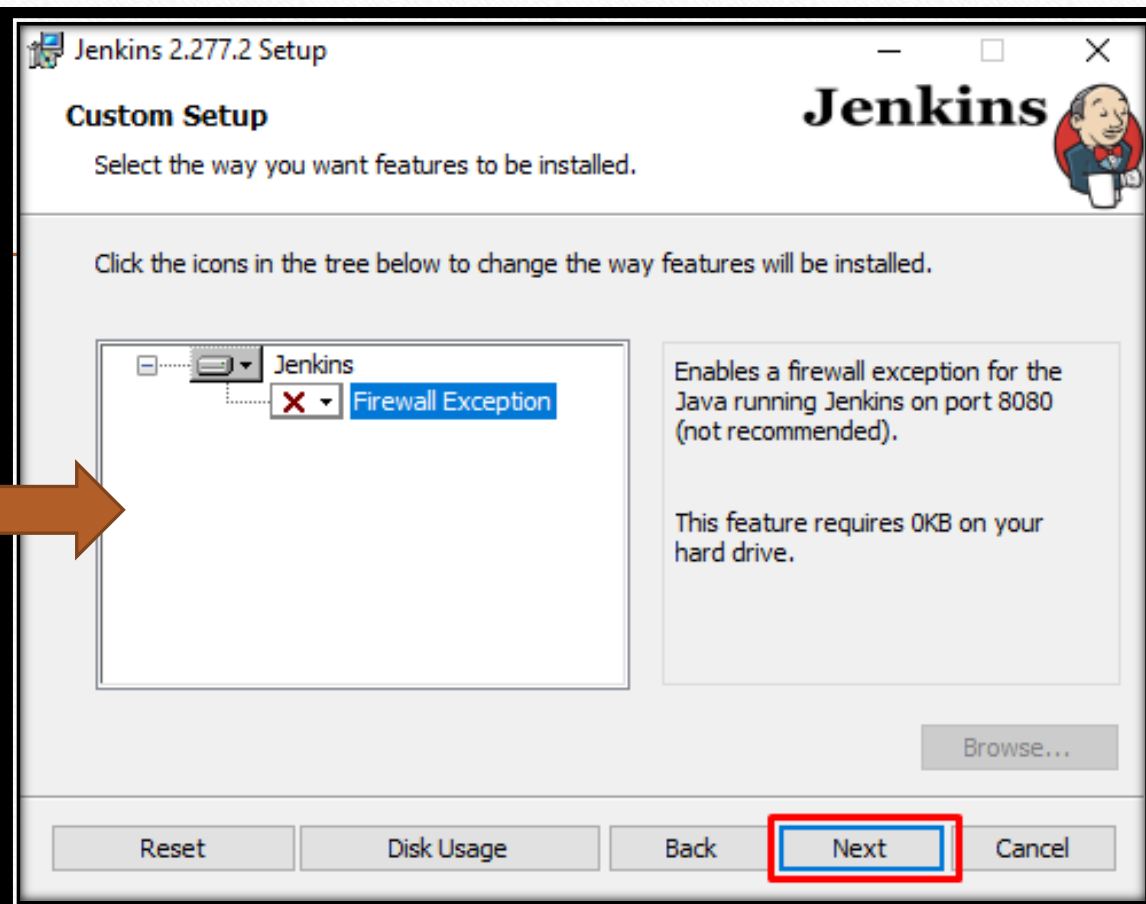 Jenkins 2.277.2 Setup
Custom Setup
Jenkins
Select the way you want features to be installed.
Click the icons in the tree below to change the way features will be installed.
Jenkins
Firewall Exception
Enables a firewall exception for the
Java running Jenkins on port 8080
(not recommended).
This feature requires 0KB on your
hard drive.
Browse...
Reset
Disk Usage
Back
Next
Cancel